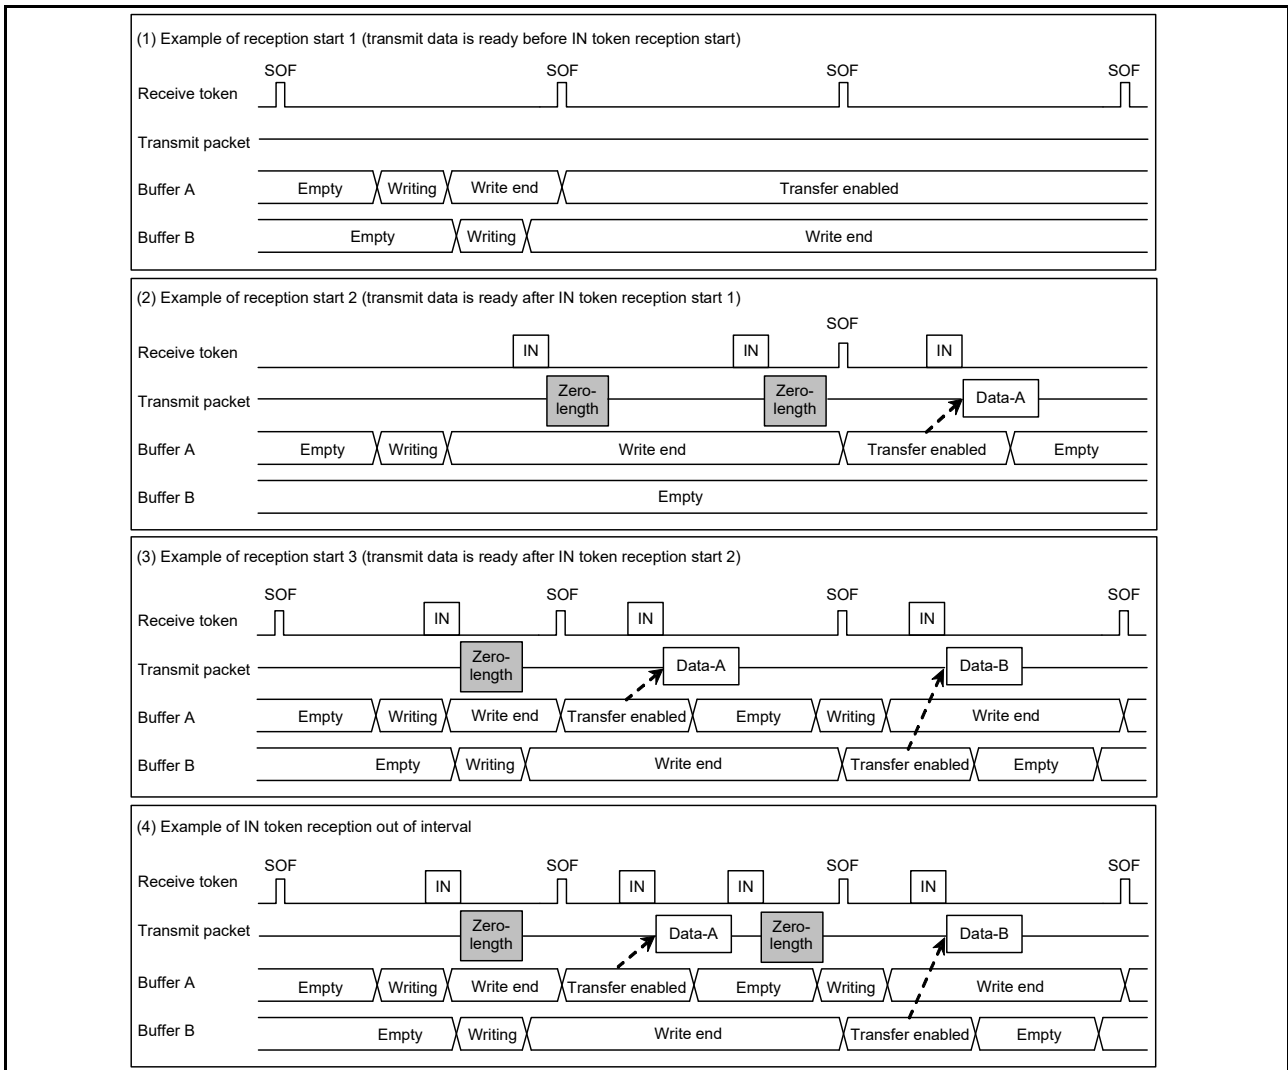 (1) Example of reception start 1 (transmit data is ready before IN token reception start)
SOF SOF SOF SOF
Receive token
Transmit packet
Buffer A Empty Writing Write end Transfer enabled
Buffer B Empty Writing Write end
(2) Example of reception start 2 (transmit data is ready after IN token reception start 1)
SOF
Receive token IN IN IN
Transmit packet Zero- Zero- Data-A
length length
Buffer A Empty Writing Write end Transfer enabled Empty
Buffer B Empty
(3) Example of reception start 3 (transmit data is ready after IN token reception start 2)
SOF SOF SOF SOF
Receive token IN IN IN
Transmit packet Zero- Data-A Data-B
length
Buffer A Empty Writing Write end Transfer enabled Empty Writing Write end
Buffer B Empty Writing Write end Transfer enabled Empty
(4) Example of IN token reception out of interval
SOF SOF SOF SOF
Receive token IN IN IN IN
Transmit packet Zero- Data-A Zero- Data-B
length length
Buffer A Empty Writing Write end Transfer enabled Empty Writing Write end
Buffer B Empty Writing Write end Transfer enabled Empty